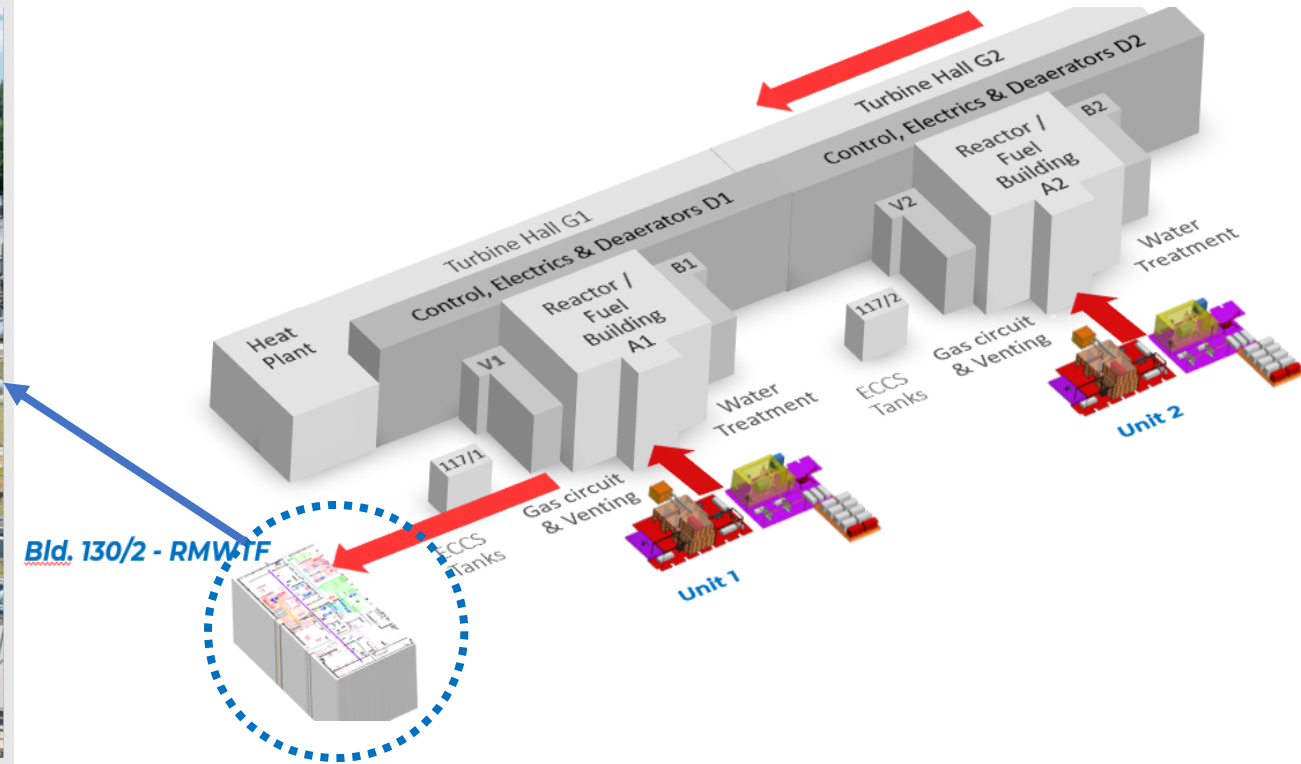 Turbine Hall G2
Control, Electrics & Deaerators D2
B2
Reactor /
Fuel
Building
A2
V2
Water
Treatment
117/2
Gas circuit
& Venting
ECCS
Tanks
Unit 2
Turbine Hall G1
Control, Electrics & Deaerators D1
B1
Reactor /
Fuel
Building
A1
Heat
Plant
V1
Water
Treatment
117/1
Gas circuit
& Venting
ECCS
Tanks
Unit 1
Bld. 130/2 - RMWTF